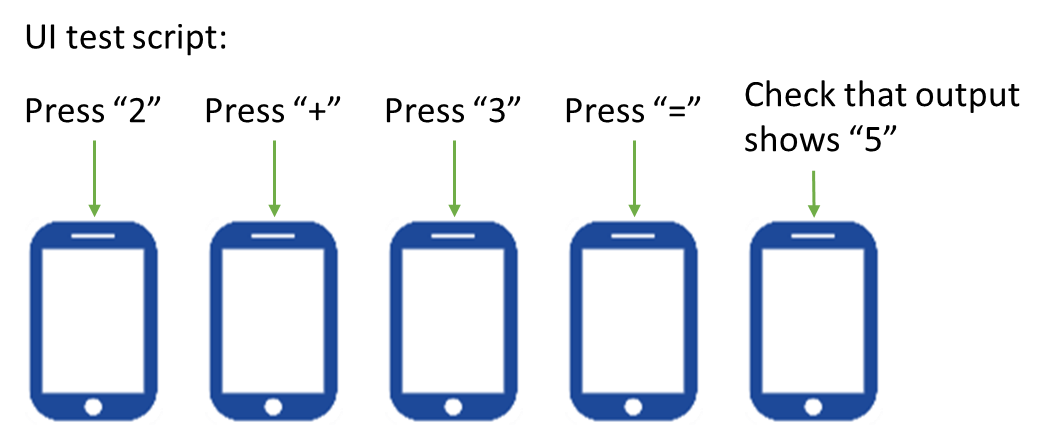 UI test script:
Press “2”
Press “+”
Press “3”
Press “=”
Check that output
shows “5”